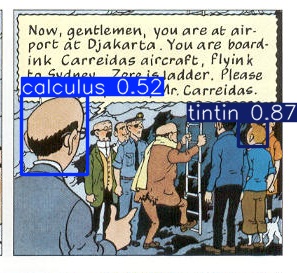 Now, gentlemen, you are at air-
port at Djakarta. You are board-
ink Carreidas aircraft, flyink
to Sydney. Zere is ladder. Please
Mr. Carreidas.
calculus 0.52
tintin 0.87